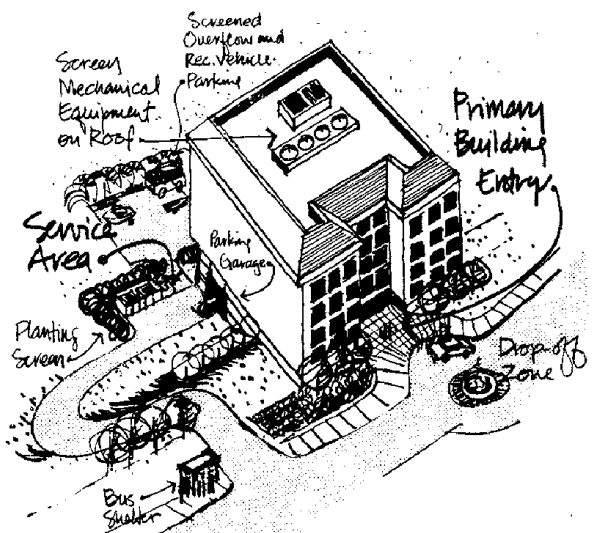 Screened
Overflow and
Rec. Vehicle
Parking
Screen
Mechanical
Equipment
on Roof
Primary
Building
Entry
Service
Area
Parking
Garage
Planting
Screen
Drop-off
Zone
Bus
Shelter